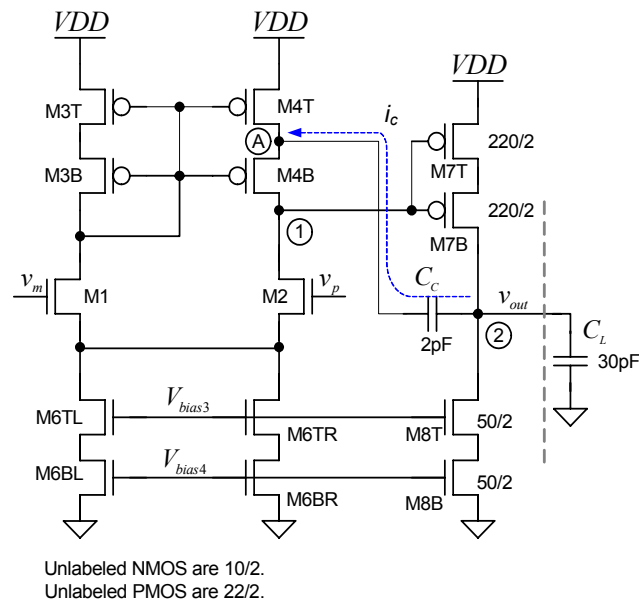 VDD VDD
VDD
M3T M4T
i_c
A
220/2
M7T
M3B M4B
220/2
1
M7B
v_m M1 M2 v_p
C_C
v_out
2pF
2
C_L
30pF
V_bias3
M6TL M6TR M8T 50/2
V_bias4
M6BL M6BR M8B 50/2
Unlabeled NMOS are 10/2.
Unlabeled PMOS are 22/2.